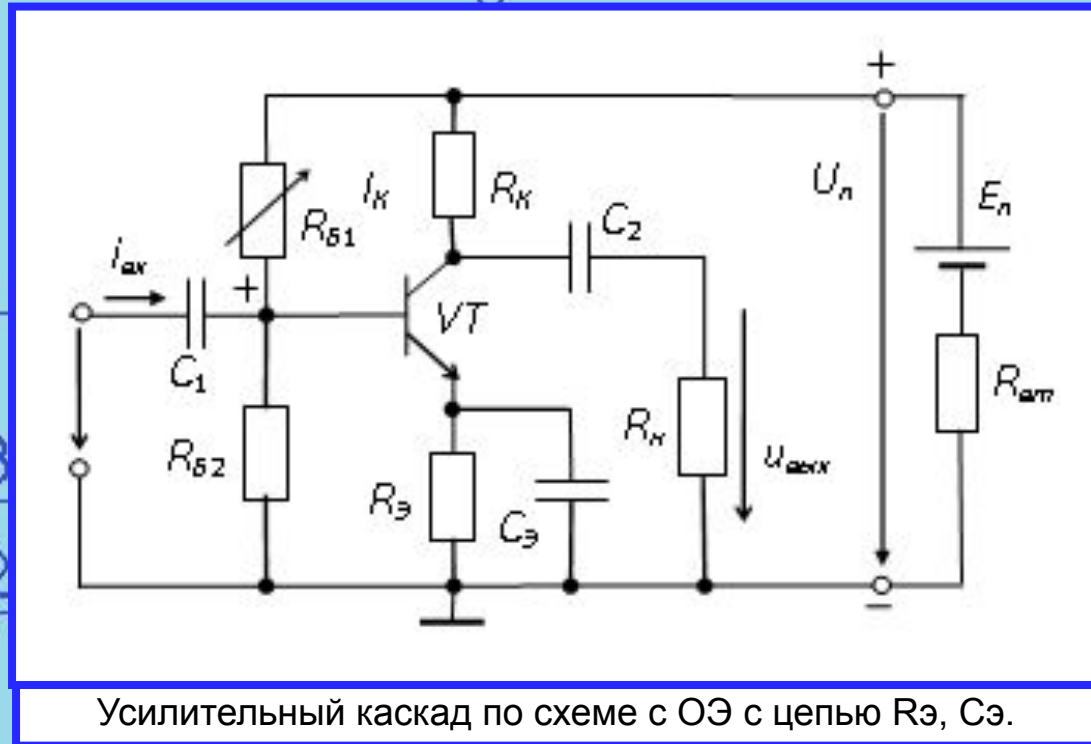 +
Uп
Eп
Iк
Rк
C₂
Rб1
iвх
+
VT
C₁
Rвт
Rн
Rб2
uвых
Rэ
Cэ
−
Усилительный каскад по схеме с ОЭ с цепью Rэ, Сэ.